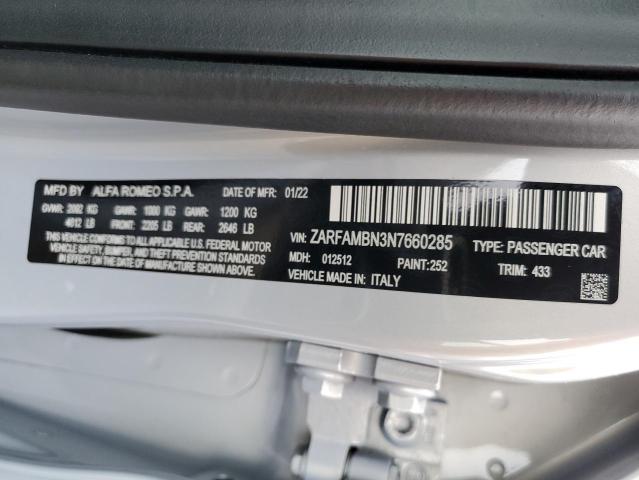 MFD BY ALFA ROMEO S.P.A. DATE OF MFR: 01/22
GVWR: 2092 KG GAWR: 1000 KG GAWR: 1200 KG
4612 LB FRONT: 2205 LB REAR: 2646 LB
THIS VEHICLE CONFORMS TO ALL APPLICABLE U.S. FEDERAL MOTOR
VEHICLE SAFETY, BUMPER, AND THEFT PREVENTION STANDARDS
IN EFFECT ON THE DATE OF MANUFACTURE SHOWN ABOVE.
VIN: ZARFAMBN3N7660285 TYPE: PASSENGER CAR
MDH: 012512 PAINT: 252 TRIM: 433
VEHICLE MADE IN: ITALY